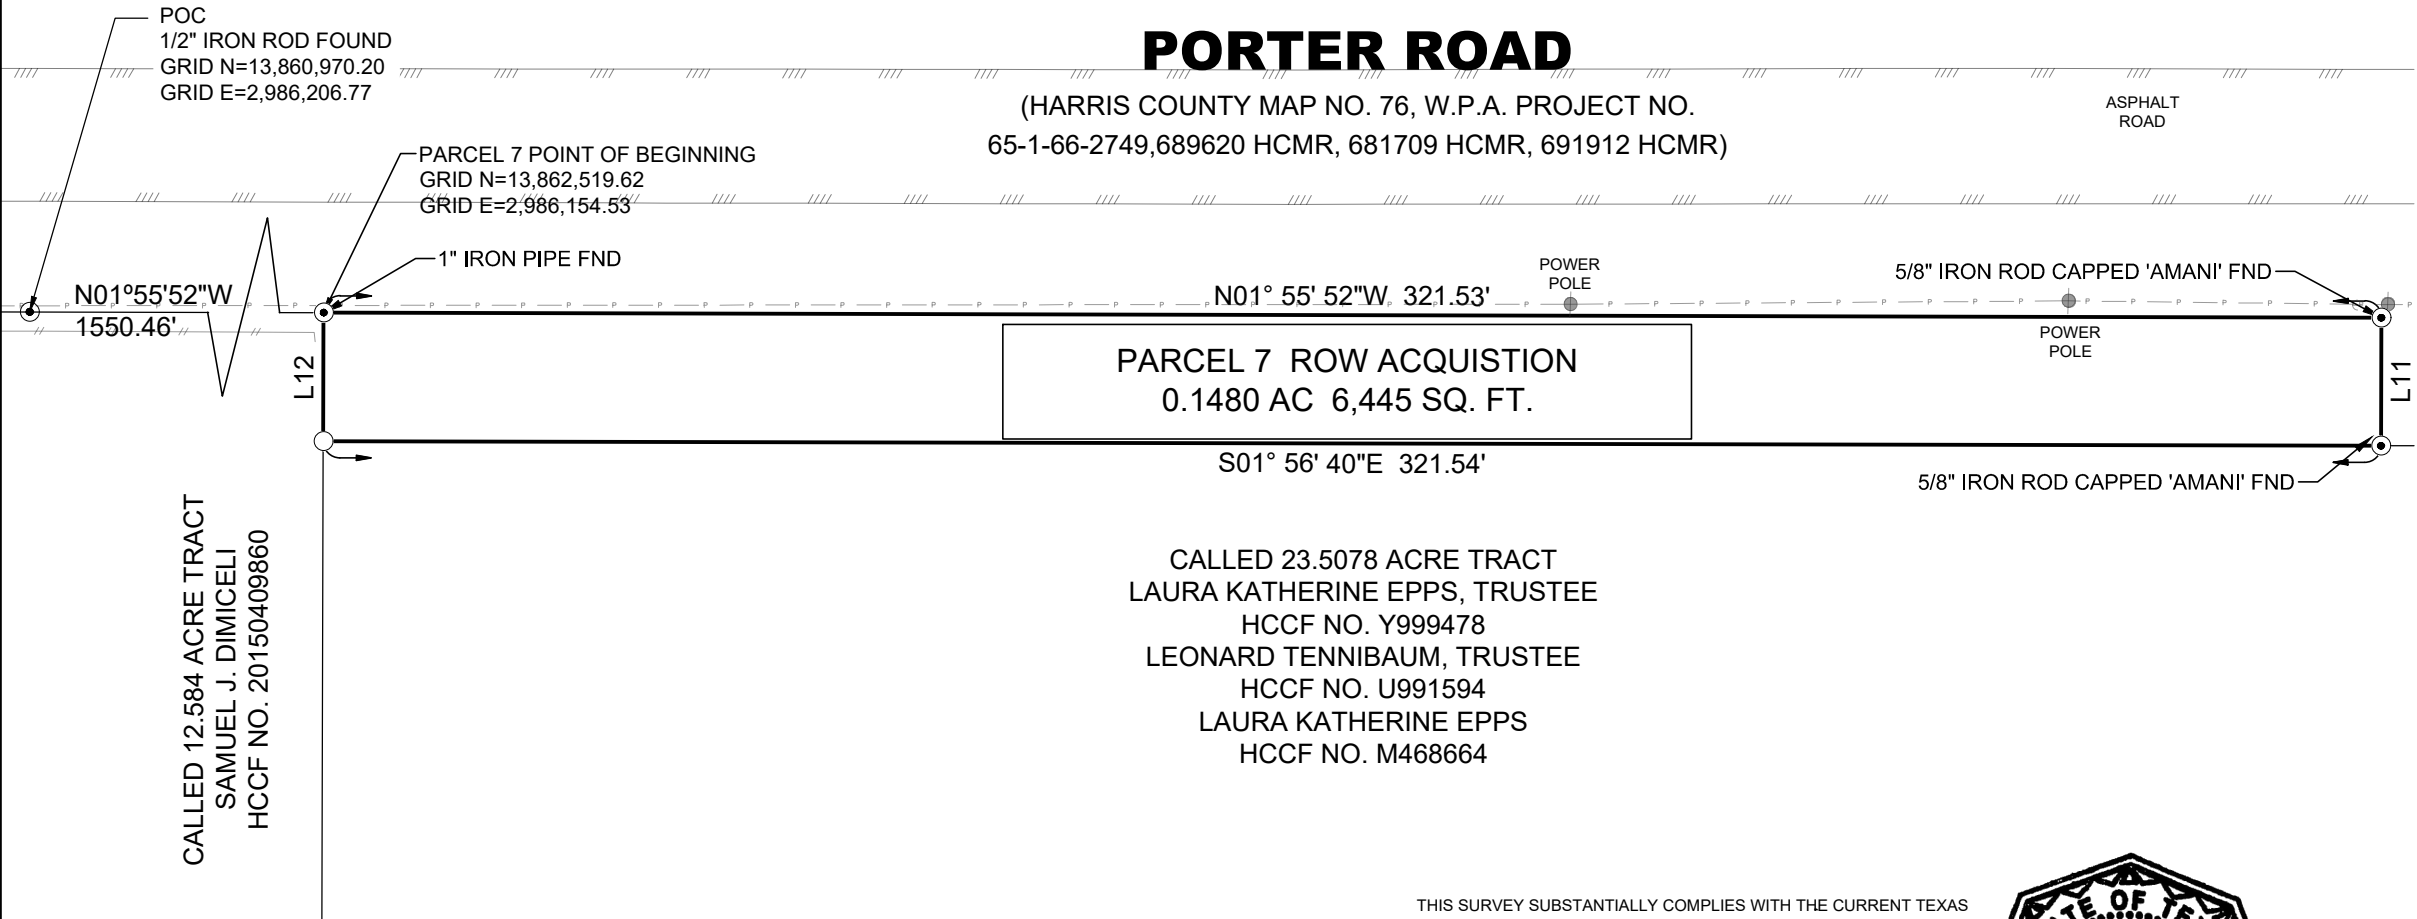 POC
1/2" IRON ROD FOUND
GRID N=13,860,970.20
GRID E=2,986,206.77
PORTER ROAD
(HARRIS COUNTY MAP NO. 76, W.P.A. PROJECT NO.
65-1-66-2749,689620 HCMR, 681709 HCMR, 691912 HCMR)
ASPHALT
ROAD
PARCEL 7 POINT OF BEGINNING
GRID N=13,862,519.62
GRID E=2,986,154.53
1" IRON PIPE FND
POWER
POLE
5/8" IRON ROD CAPPED 'AMANI' FND
N01º55'52"W
1550.46'
N01° 55' 52"W 321.53'
POWER
POLE
L12
PARCEL 7 ROW ACQUISTION
0.1480 AC 6,445 SQ. FT.
L11
S01° 56' 40"E 321.54'
5/8" IRON ROD CAPPED 'AMANI' FND
CALLED 12.584 ACRE TRACT
SAMUEL J. DIMICELI
HCCF NO. 20150409860
CALLED 23.5078 ACRE TRACT
LAURA KATHERINE EPPS, TRUSTEE
HCCF NO. Y999478
LEONARD TENNIBAUM, TRUSTEE
HCCF NO. U991594
LAURA KATHERINE EPPS
HCCF NO. M468664
THIS SURVEY SUBSTANTIALLY COMPLIES WITH THE CURRENT TEXAS
OF